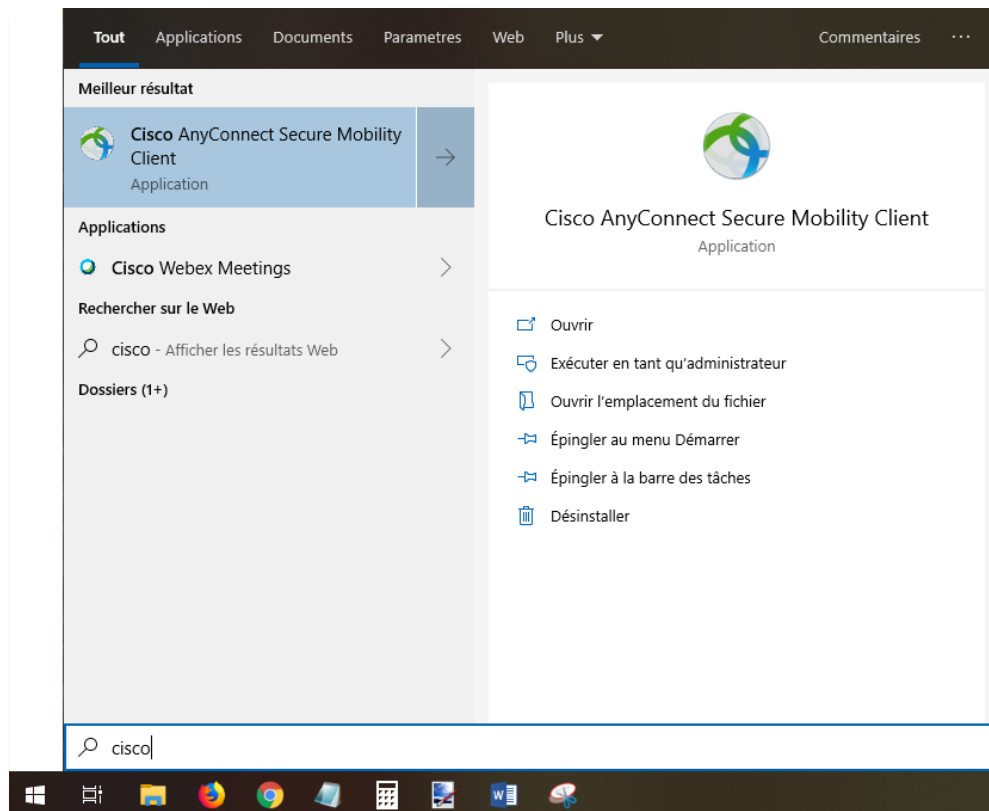 Tout Applications Documents Parametres Web Plus Commentaires ...
Meilleur résultat
Cisco AnyConnect Secure Mobility
Client
Application
Applications
Cisco Webex Meetings
Rechercher sur le Web
cisco - Afficher les résultats Web
Dossiers (1+)
Cisco AnyConnect Secure Mobility Client
Application
Ouvrir
Exécuter en tant qu'administrateur
Ouvrir l'emplacement du fichier
Épingler au menu Démarrer
Épingler à la barre des tâches
Désinstaller
cisco
W